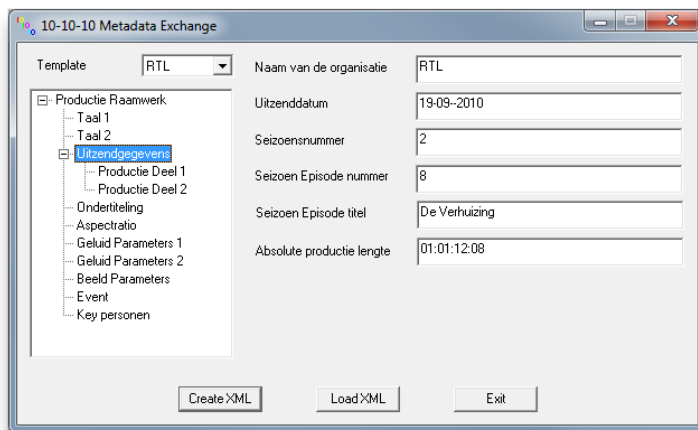 10-10-10 Metadata Exchange
Template
RTL
Productie Raamwerk
Taal 1
Taal 2
Uitzendgegevens
Productie Deel 1
Productie Deel 2
Ondertiteling
Aspectratio
Geluid Parameters 1
Geluid Parameters 2
Beeld Parameters
Event
Key personen
Naam van de organisatie
RTL
Uitzenddatum
19-09--2010
Seizoensnummer
2
Seizoen Episode nummer
8
Seizoen Episode titel
De Verhuizing
Absolute productie lengte
01:01:12:08
Create XML
Load XML
Exit